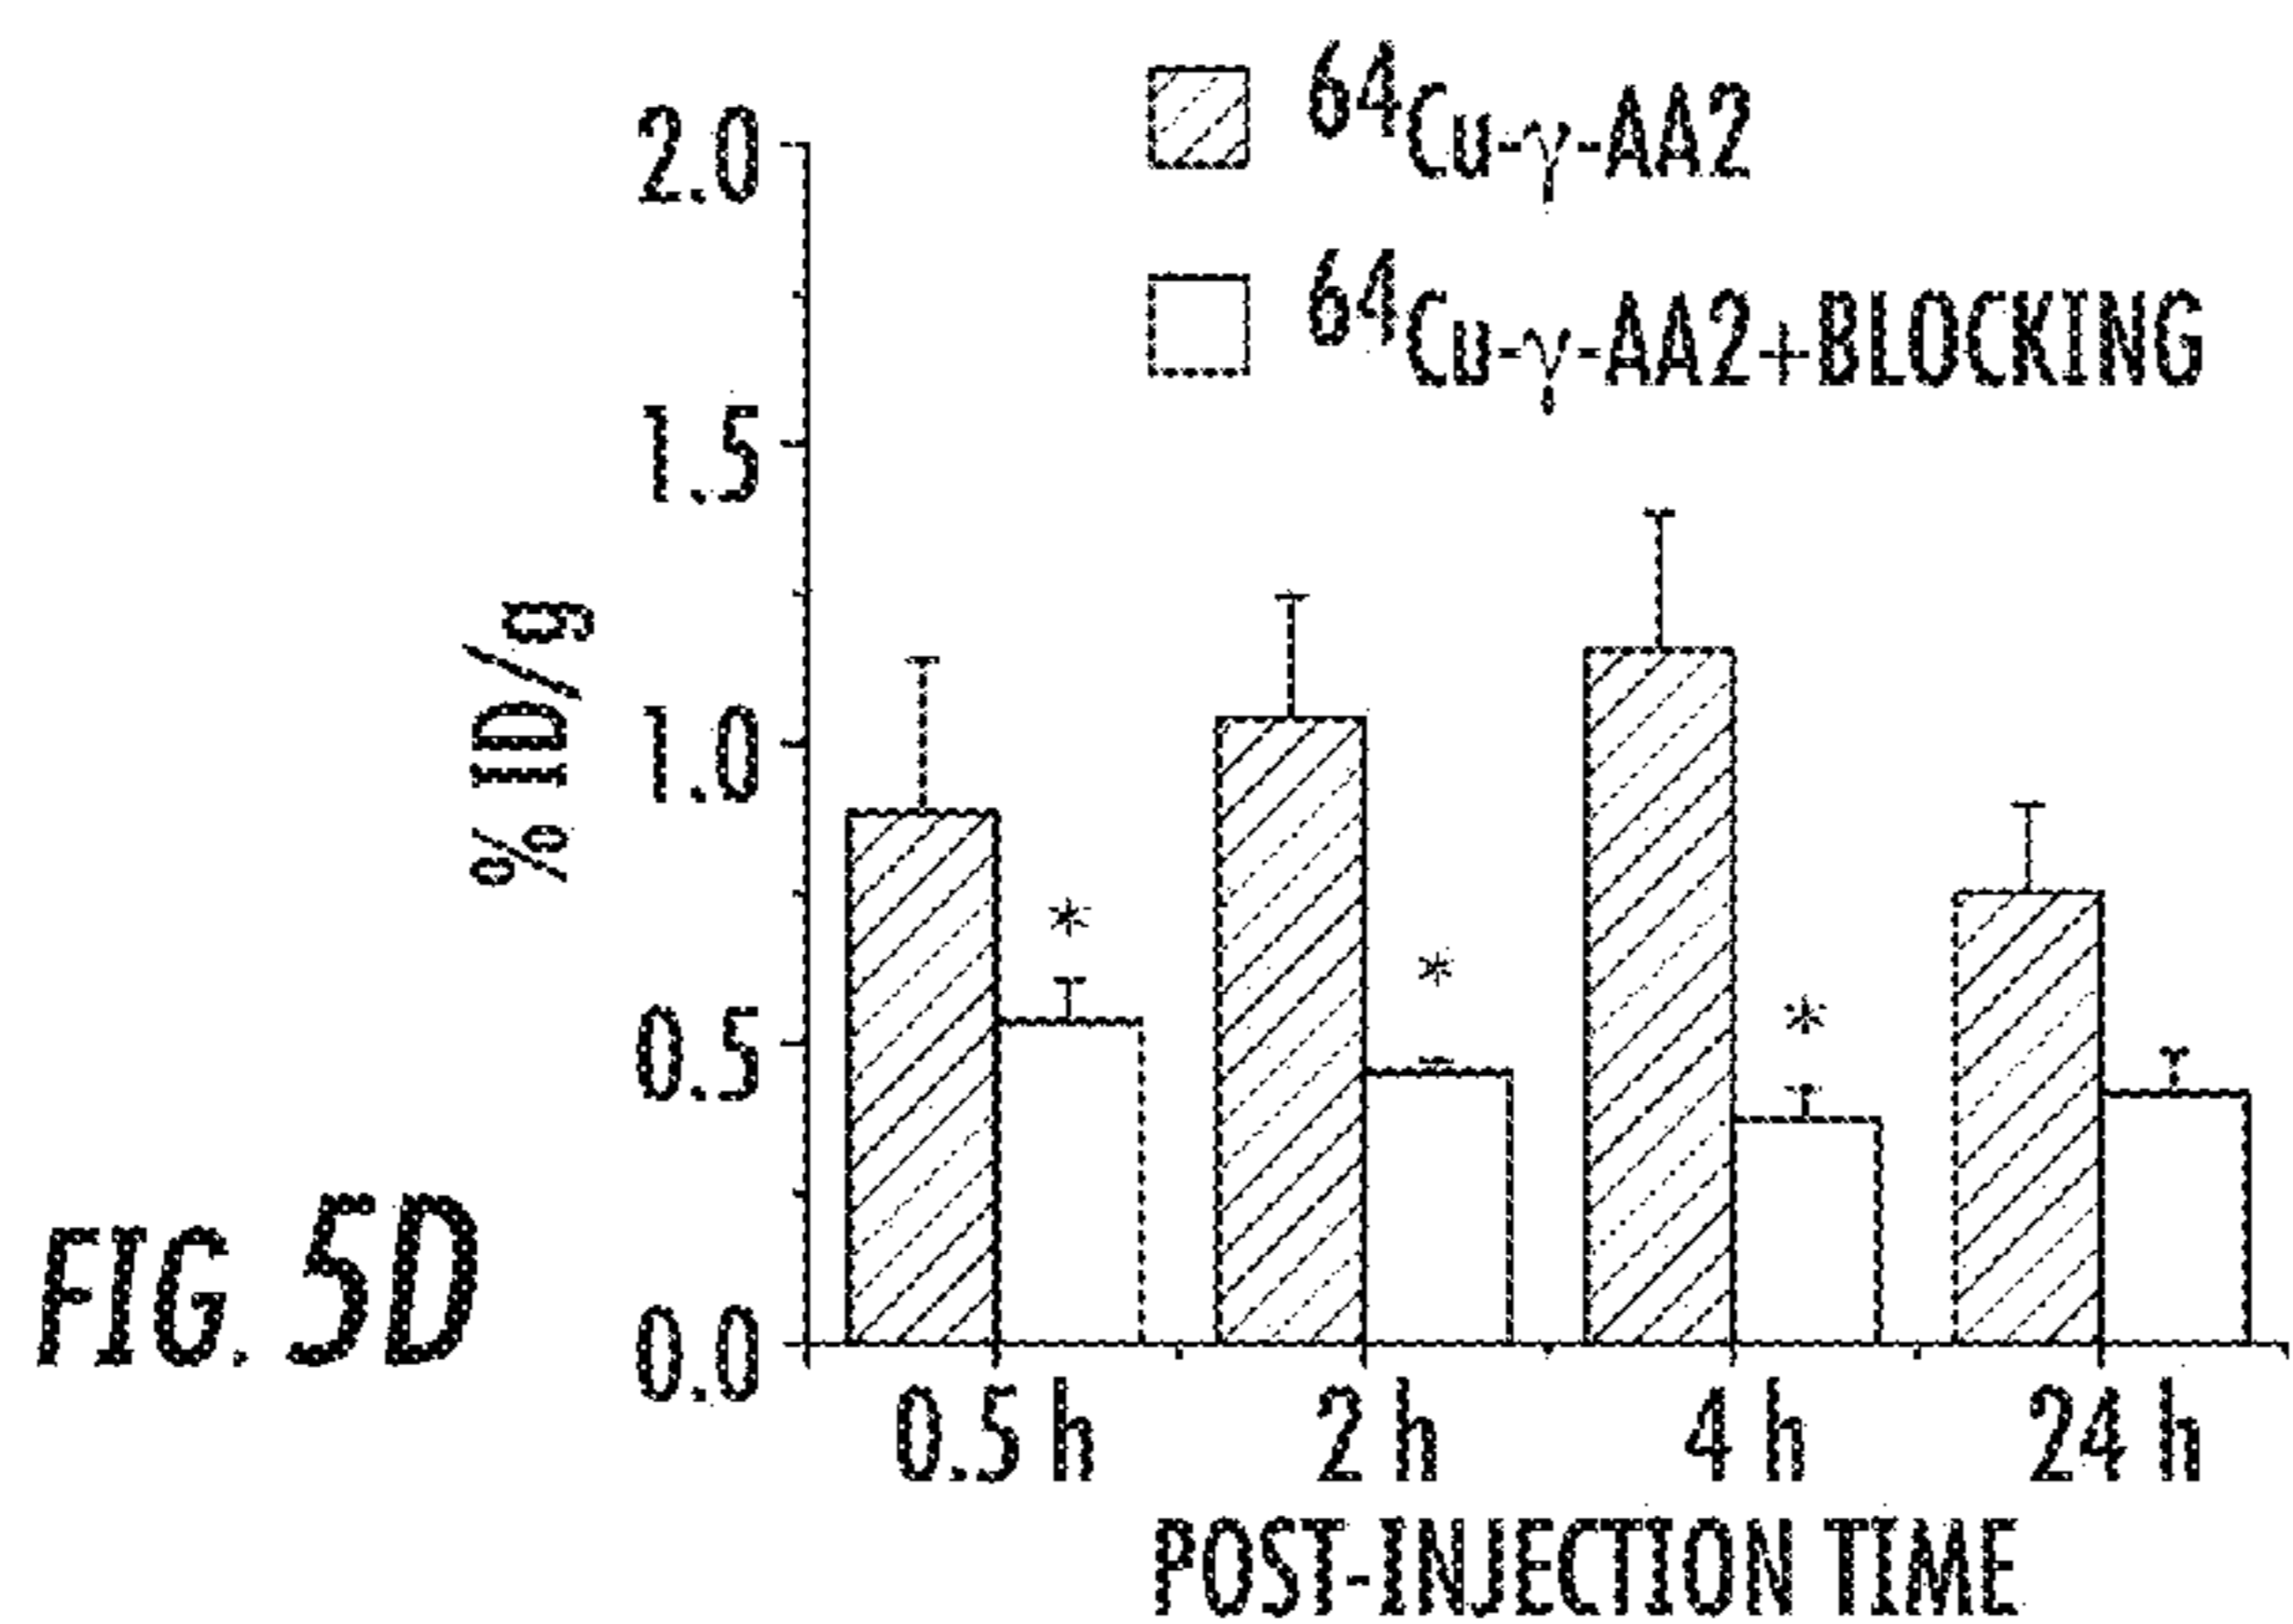 ⁶⁴Cu-γ-AA2
⁶⁴Cu-γ-AA2+BLOCKING
2.0
1.5
1.0
0.5
0.0
% ID/g
*
*
*
0.5 h 2 h 4 h 24 h
POST-INJECTION TIME
FIG. 5D